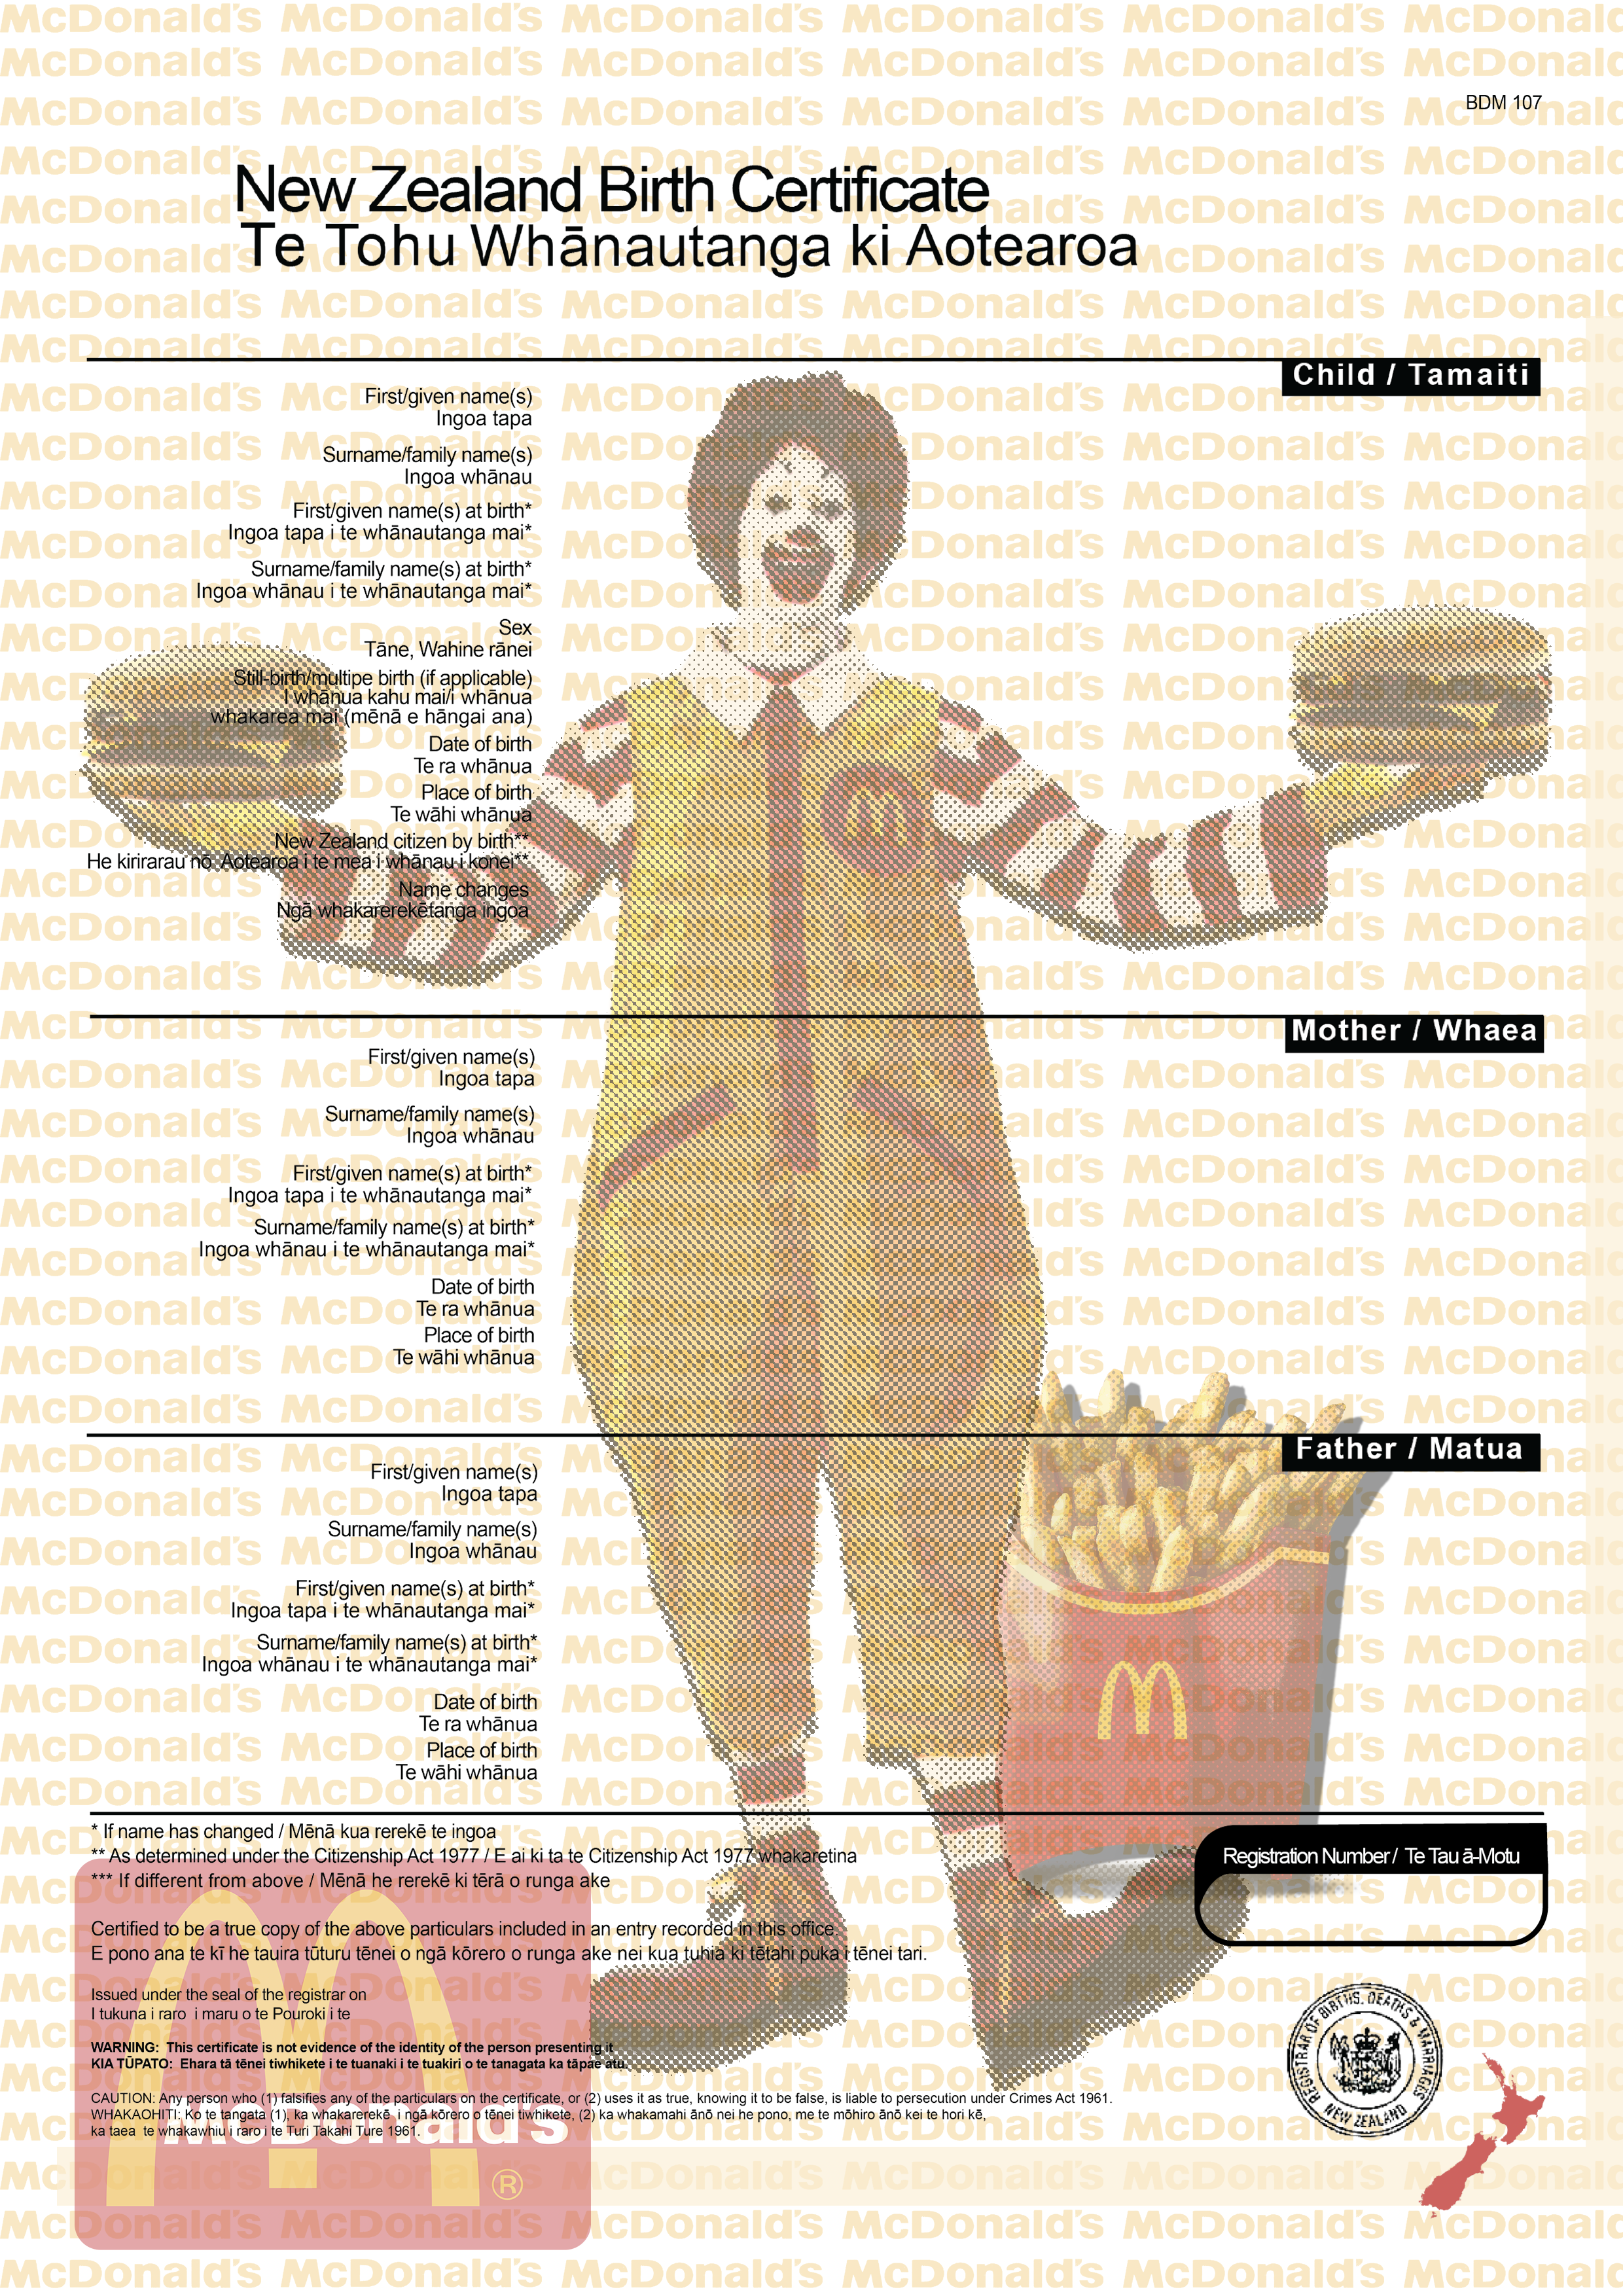 BDM 107
New Zealand Birth Certificate
Te Tohu Whānautanga ki Aotearoa
Child / Tamaiti
First/given name(s)
Ingoa tapa
Surname/family name(s)
Ingoa whānau
First/given name(s) at birth*
Ingoa tapa i te whānautanga mai*
Surname/family name(s) at birth*
Ingoa whānau i te whānautanga mai*
Sex
Tāne, Wahine rānei
Still-birth/multipe birth (if applicable)
I whānua kahu mai/i whānua
whakarea mai (mēnā e hāngai ana)
Date of birth
Te ra whānua
Place of birth
Te wāhi whānua
New Zealand citizen by birth**
He kirirarau nō Aotearoa i te mea i whānau i konei**
Name changes
Ngā whakarerekētanga ingoa
Mother / Whaea
First/given name(s)
Ingoa tapa
Surname/family name(s)
Ingoa whānau
First/given name(s) at birth*
Ingoa tapa i te whānautanga mai*
Surname/family name(s) at birth*
Ingoa whānau i te whānautanga mai*
Date of birth
Te ra whānua
Place of birth
Te wāhi whānua
Father / Matua
First/given name(s)
Ingoa tapa
Surname/family name(s)
Ingoa whānau
First/given name(s) at birth*
Ingoa tapa i te whānautanga mai*
Surname/family name(s) at birth*
Ingoa whānau i te whānautanga mai*
Date of birth
Te ra whānua
Place of birth
Te wāhi whānua
* If name has changed / Mēnā kua rerekē te ingoa
** As determined under the Citizenship Act 1977 / E ai ki ta te Citizenship Act 1977 whakaretina
*** If different from above / Mēnā he rerekē ki tērā o runga ake
Registration Number / Te Tau ā-Motu
Certified to be a true copy of the above particulars included in an entry recorded in this office.
E pono ana te kī he tauira tūturu tēnei o ngā kōrero o runga ake nei kua tuhia ki tētahi puka i tēnei tari.
Issued under the seal of the registrar on
I tukuna i raro i maru o te Pouroki i te
WARNING: This certificate is not evidence of the identity of the person presenting it
KIA TŪPATO: Ehara tā tēnei tiwhikete i te tuanaki i te tuakiri o te tanagata ka tāpae atu.
CAUTION: Any person who (1) falsifies any of the particulars on the certificate, or (2) uses it as true, knowing it to be false, is liable to persecution under Crimes Act 1961.
WHAKAOHITI: Ko te tangata (1), ka whakarerekē i ngā kōrero o tēnei tiwhikete, (2) ka whakamahi ānō nei he pono, me te mōhiro ānō kei te hori kē,
ka taea te whakawhiu i raro i te Turi Takahi Ture 1961.
McDonald's
®
REGISTRAR OF BIRTHS, DEATHS & MARRIAGES
NEW ZEALAND